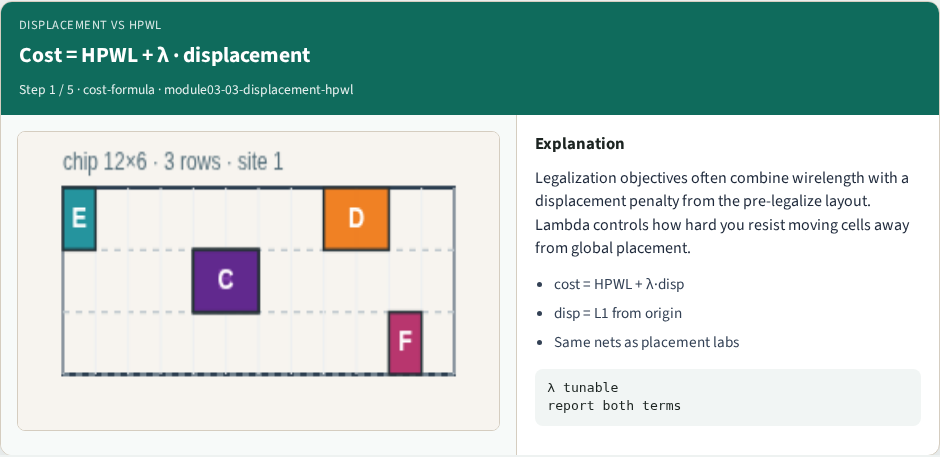 DISPLACEMENT VS HPWL
Cost = HPWL + λ · displacement
Step 1 / 5 · cost-formula · module03-03-displacement-hpwl
chip 12×6 · 3 rows · site 1
E
D
C
F
Explanation
Legalization objectives often combine wirelength with a
displacement penalty from the pre-legalize layout.
Lambda controls how hard you resist moving cells away
from global placement.
• cost = HPWL + λ·disp
• disp = L1 from origin
• Same nets as placement labs
λ tunable
report both terms